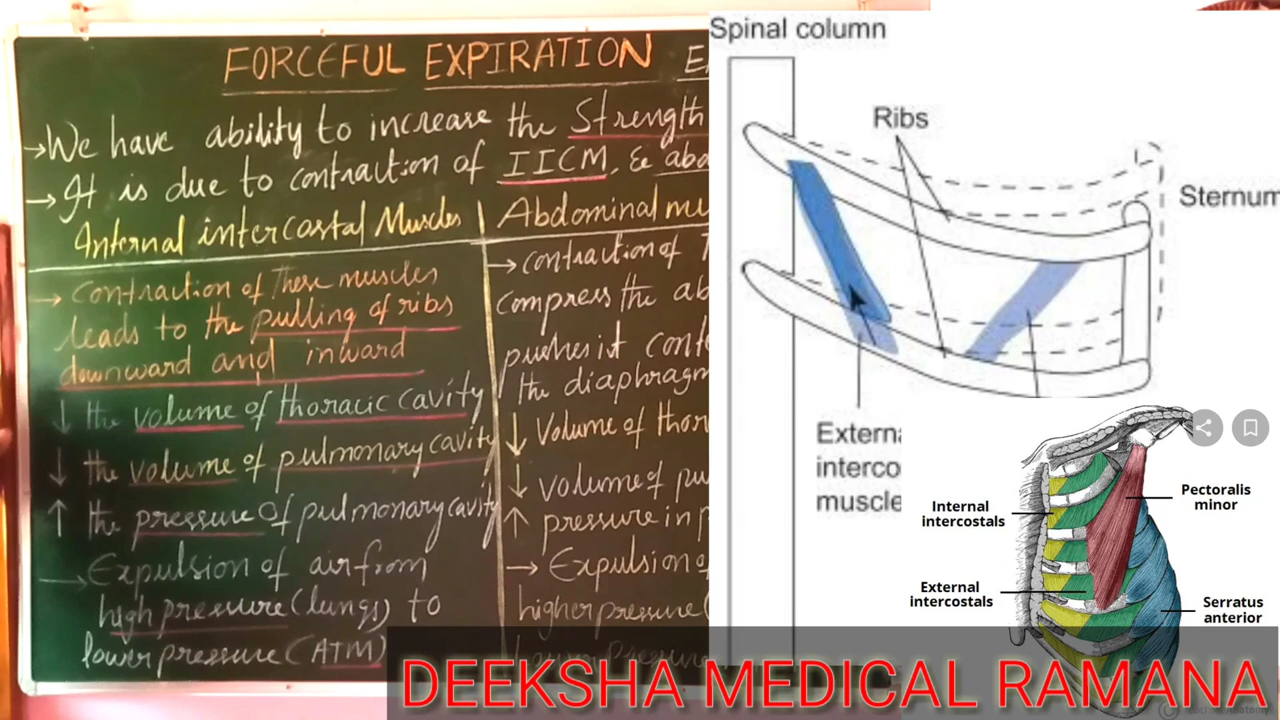 FORCEFUL EXPIRATION
→We have ability to increase the Strength
→ It is due to contraction of IICM, &
Internal intercostal Muscles
→ Contraction of These muscles
leads to the pulling of ribs
downward and inward
↓ the volume of thoracic cavity
↓ the volume of pulmonary cavity
↑ the pressure of pulmonary cavity
→ Expulsion of air from
high pressure (lungs) to
lower pressure (ATM)
Abdominal mu
→ contraction of
compress the ab
pushes it cont
the diaphragm
↓ Volume of thor
↓ volume of pu
↑ pressure in p
→ Expulsion of
higher pressure (
Spinal column
Ribs
Sternum
Externa
interco
muscle
Internal
intercostals
External
intercostals
Pectoralis
minor
Serratus
anterior
DEEKSHA MEDICAL RAMANA